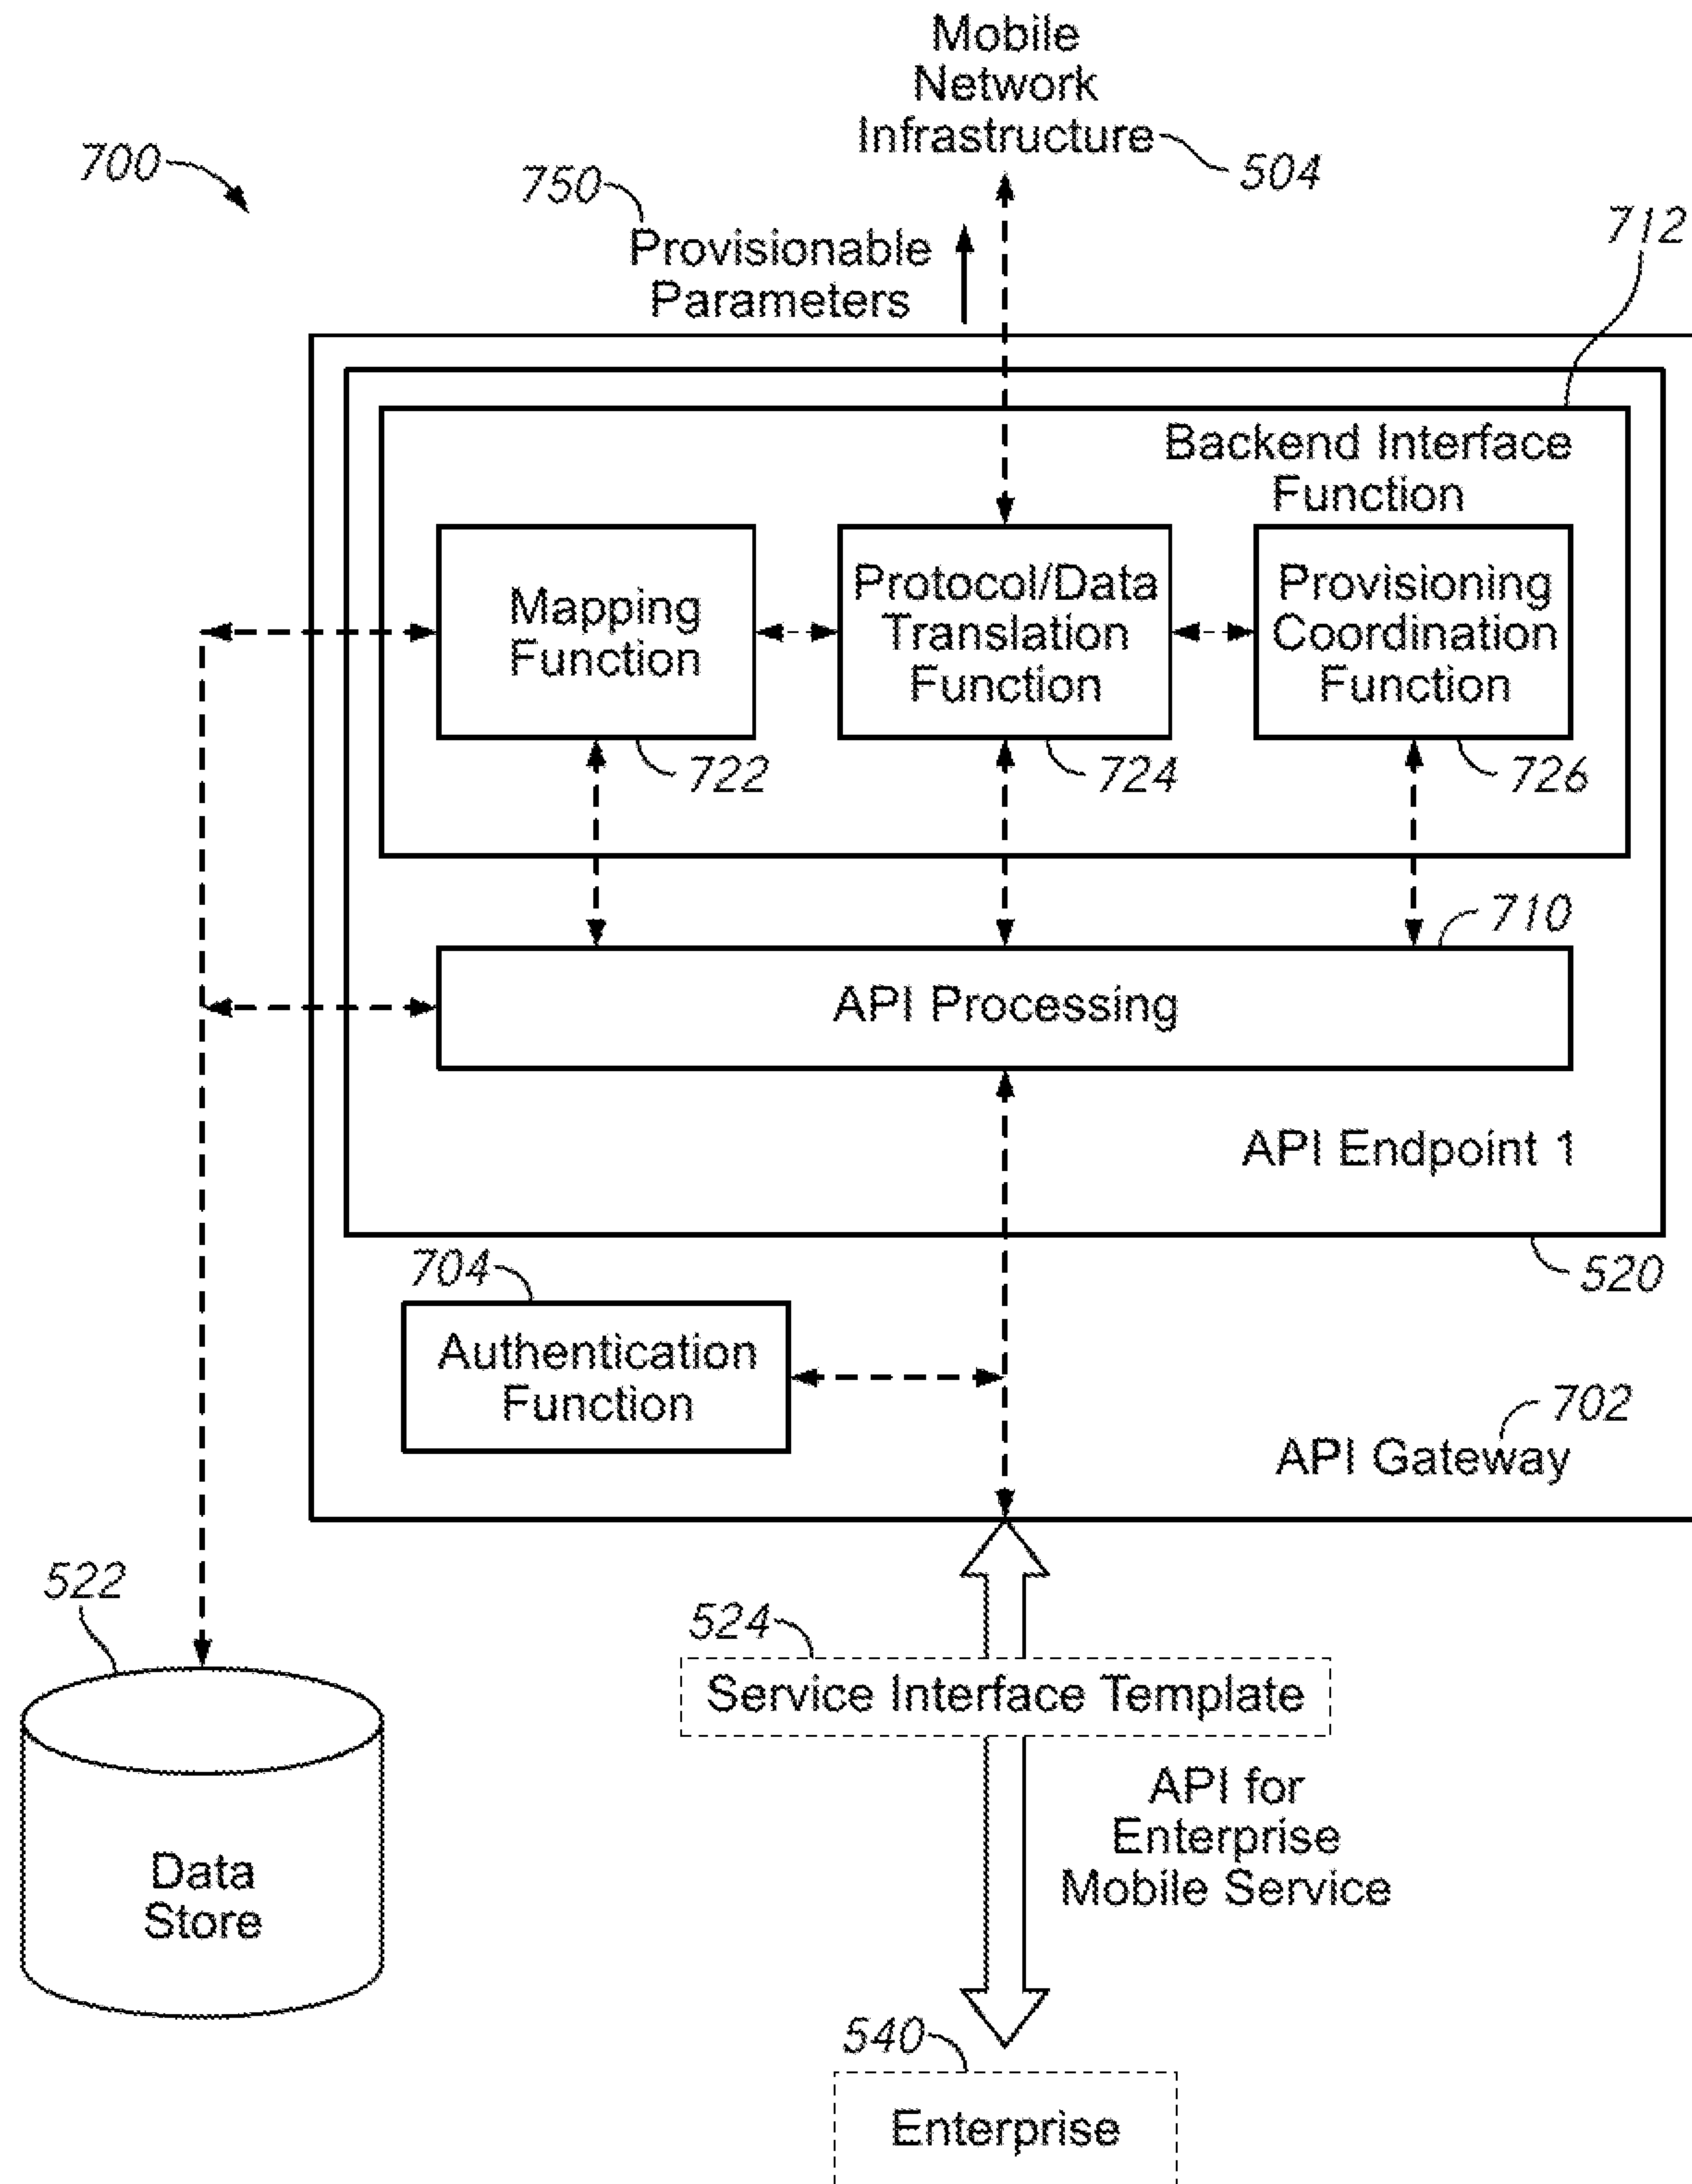 Mobile
Network
Infrastructure
504
700
750
Provisionable
Parameters
712
Backend Interface
Function
Mapping
Function
Protocol/Data
Translation
Function
Provisioning
Coordination
Function
722
724
726
710
API Processing
API Endpoint 1
520
704
Authentication
Function
702
API Gateway
522
Data
Store
524
Service Interface Template
API for
Enterprise
Mobile Service
540
Enterprise